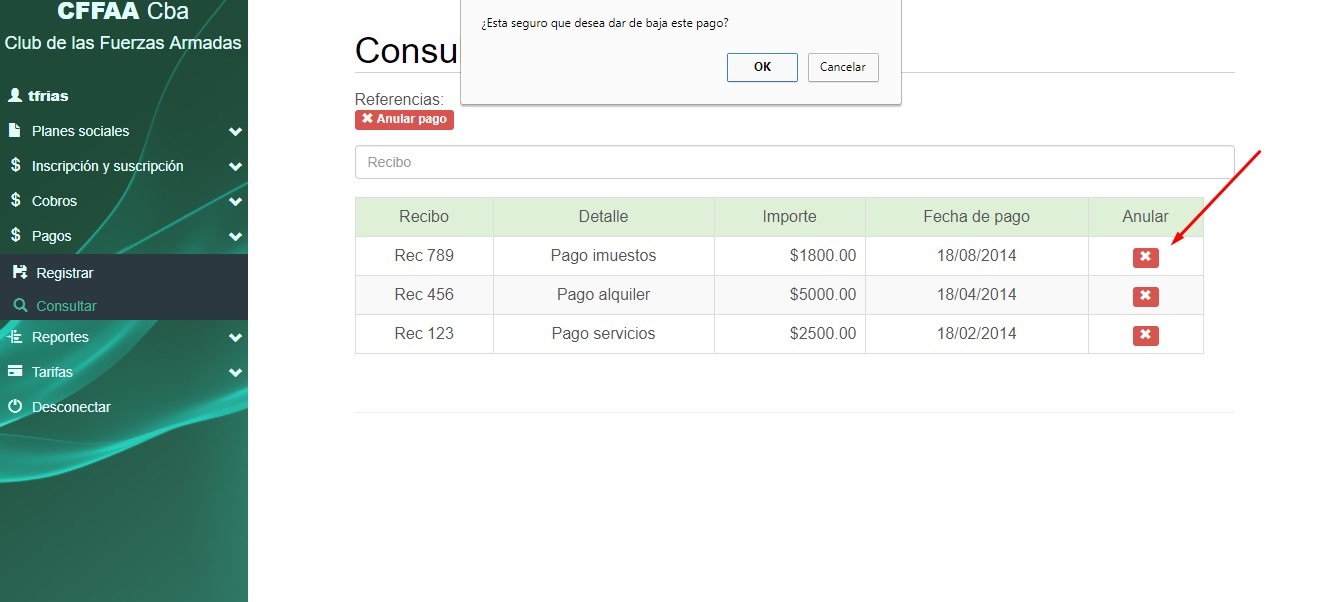 CFFAA Cba
Club de las Fuerzas Armadas
tfrias
Planes sociales
Inscripción y suscripción
Cobros
Pagos
Registrar
Consultar
Reportes
Tarifas
Desconectar
¿Esta seguro que desea dar de baja este pago?
OK Cancelar
Consu
Referencias:
Anular pago
Recibo
Recibo Detalle Importe Fecha de pago Anular
Rec 789 Pago imuestos $1800.00 18/08/2014
Rec 456 Pago alquiler $5000.00 18/04/2014
Rec 123 Pago servicios $2500.00 18/02/2014